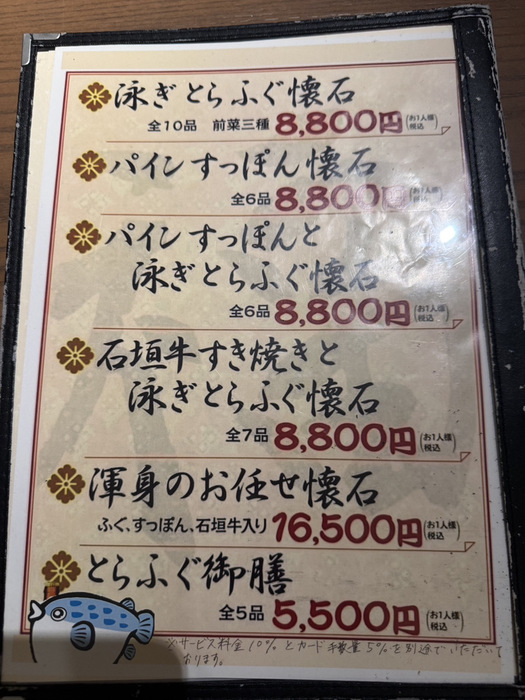 泳ぎとらふぐ懐石
全10品 前菜三種 8,800円(お1人様 税込)
パインすっぽん懐石
全6品 8,800円(お1人様 税込)
パインすっぽんと
泳ぎとらふぐ懐石
全6品 8,800円(お1人様 税込)
石垣牛すき焼きと
泳ぎとらふぐ懐石
全7品 8,800円(お1人様 税込)
渾身のお任せ懐石
ふぐ、すっぽん、石垣牛入り 16,500円(お1人様 税込)
とらふぐ御膳
全5品 5,500円(お1人様 税込)
※サービス料金10%とカード手数量5%を別途でいただいて
おります。